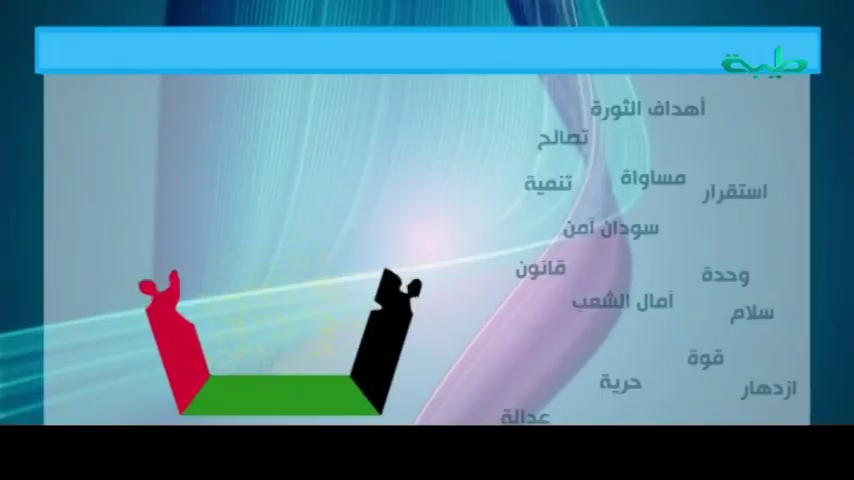 طيبة
أهداف الثورة
تصالح
مساواة
تنمية
استقرار
سودان آمن
قانون
وحدة
آمال الشعب
سلام
قوة
حرية
ازدهار
عدالة